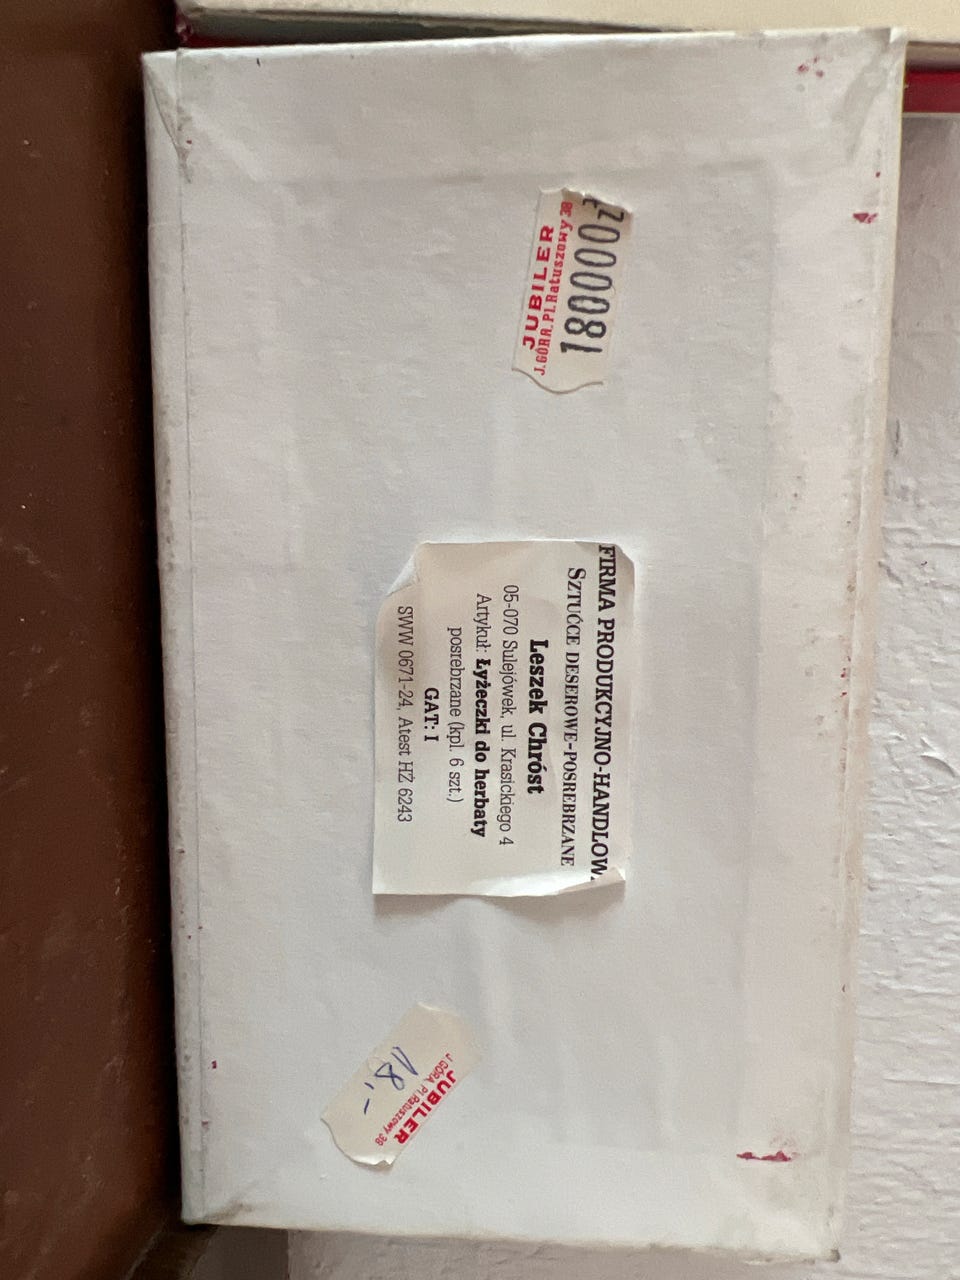 JUBILER
J.GÓRA, Pl.Ratuszowy 38
FIRMA PRODUKCYJNO-HANDLOW
SZTUĆCE DESEROWE-POSREBRZANE
Leszek Chróst
05-070 Sulejówek, ul. Krasickiego 4
Artykuł: Łyżeczki do herbaty
posrebrzane (kpl. 6 szt.)
GAT: I
SWW 0671-24, Atest HŻ 6243
JUBILER
J. GÓRA, Pl.Ratuszowy 38
18,-